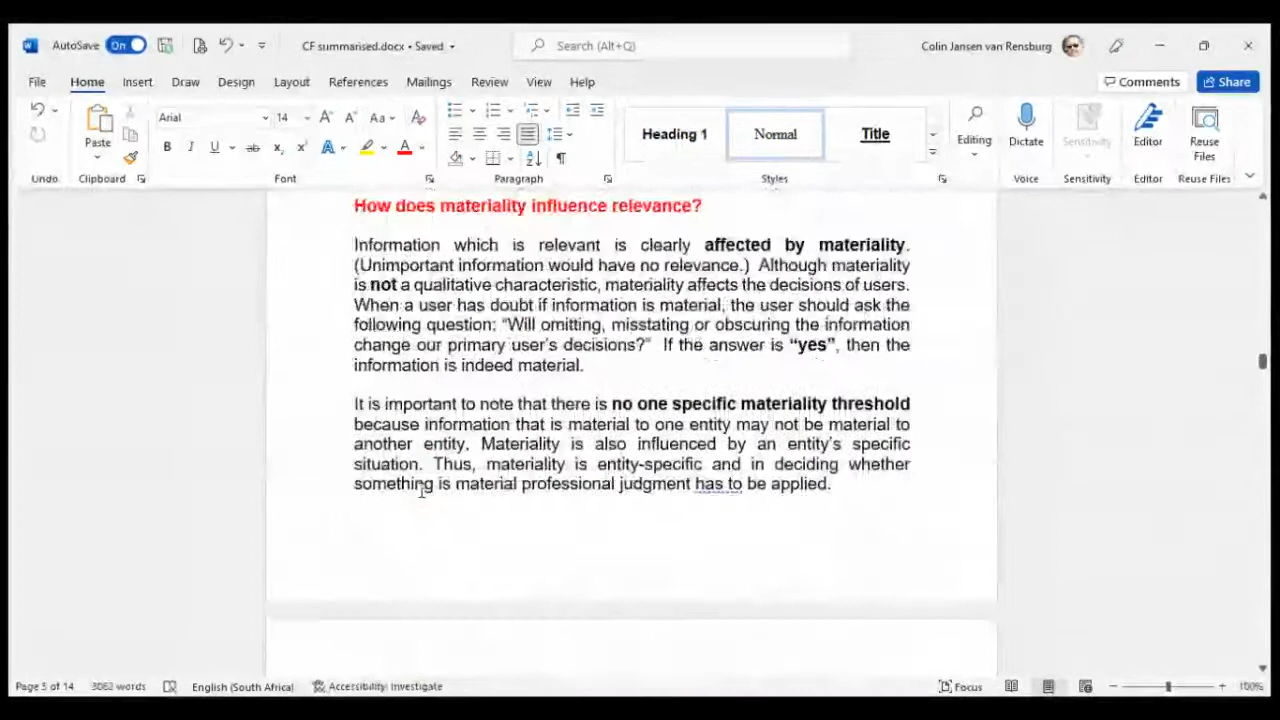 AutoSave On CF summarised.docx • Saved Search (Alt+Q) Colin Jansen van Rensburg
File Home Insert Draw Design Layout References Mailings Review View Help Comments Share
Arial 14 A A Aa A
Paste B I U ab x x A A Heading 1 Normal Title Editing Dictate Sensitivity Editor Reuse Files
Undo Clipboard Font Paragraph Styles Voice Sensitivity Editor Reuse Files
How does materiality influence relevance?
Information which is relevant is clearly affected by materiality.
(Unimportant information would have no relevance.) Although materiality
is not a qualitative characteristic, materiality affects the decisions of users.
When a user has doubt if information is material, the user should ask the
following question: “Will omitting, misstating or obscuring the information
change our primary user’s decisions?” If the answer is “yes”, then the
information is indeed material.
It is important to note that there is no one specific materiality threshold
because information that is material to one entity may not be material to
another entity. Materiality is also influenced by an entity’s specific
situation. Thus, materiality is entity-specific and in deciding whether
something is material professional judgment has to be applied.
Page 5 of 14 3062 words English (South Africa) Accessibility: Investigate Focus 100%